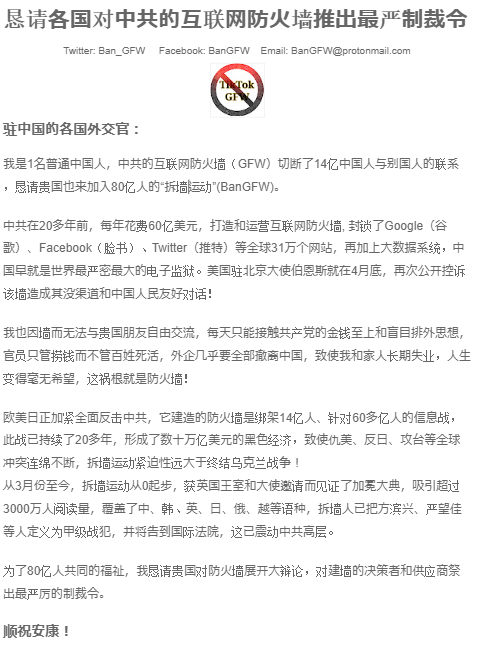 恳请各国对中共的互联网防火墙推出最严制裁令
Twitter: Ban_GFW Facebook: BanGFW Email: BanGFW@protonmail.com
TikTok
GFW
驻中国的各国外交官：
我是1名普通中国人，中共的互联网防火墙（GFW）切断了14亿中国人与别国人的联系
，恳请贵国也来加入80亿人的“拆墙运动”(BanGFW)。
中共在20多年前，每年花费60亿美元，打造和运营互联网防火墙, 封锁了Google（谷
歌）、Facebook（脸书）、Twitter（推特）等全球31万个网站，再加上大数据系统，中
国早就是世界最严密最大的电子监狱。美国驻北京大使伯恩斯就在4月底，再次公开控诉
该墙造成其没渠道和中国人民友好对话！
我也因墙而无法与贵国朋友自由交流，每天只能接触共产党的金钱至上和盲目排外思想，
官员只管捞钱而不管百姓死活，外企几乎要全部撤离中国，致使我和家人长期失业，人生
变得毫无希望，这祸根就是防火墙！
欧美日正加紧全面反击中共，它建造的防火墙是绑架14亿人、针对60多亿人的信息战，
此战已持续了20多年，形成了数十万亿美元的黑色经济，致使仇美、反日、攻台等全球
冲突连绵不断，拆墙运动紧迫性远大于终结乌克兰战争！
从3月份至今，拆墙运动从0起步，获英国王室和大使邀请而见证了加冕大典，吸引超过
3000万人阅读量，覆盖了中、韩、英、日、俄、越等语种，拆墙人已把方滨兴、严望佳
等人定义为甲级战犯，并将告到国际法院，这已震动中共高层。
为了80亿人共同的福祉，我恳请贵国对防火墙展开大辩论，对建墙的决策者和供应商祭
出最严厉的制裁令。
顺祝安康！